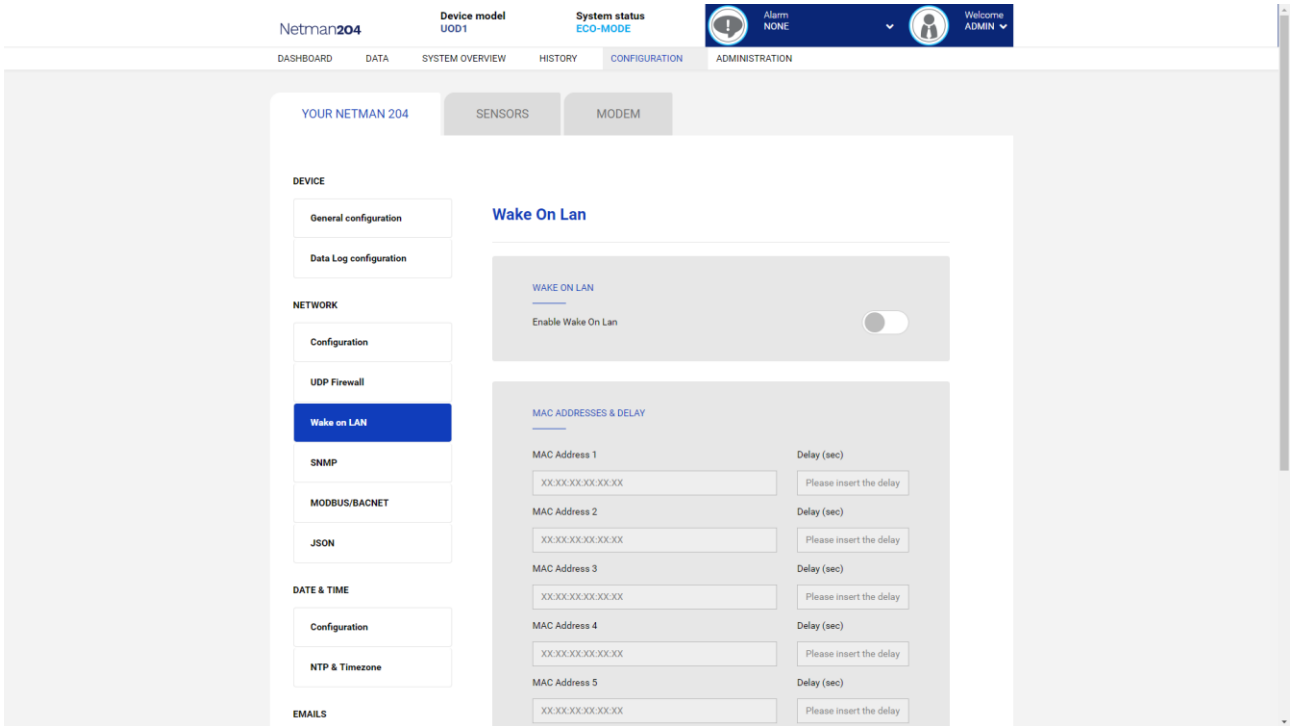 Netman204
Device model
UOD1
System status
ECO-MODE
Alarm
NONE
Welcome
ADMIN
DASHBOARD DATA SYSTEM OVERVIEW HISTORY CONFIGURATION ADMINISTRATION
YOUR NETMAN 204 SENSORS MODEM
DEVICE
General configuration
Data Log configuration
NETWORK
Configuration
UDP Firewall
Wake on LAN
SNMP
MODBUS/BACNET
JSON
DATE & TIME
Configuration
NTP & Timezone
EMAILS
Wake On Lan
WAKE ON LAN
Enable Wake On Lan
MAC ADDRESSES & DELAY
MAC Address 1 Delay (sec)
XX:XX:XX:XX:XX:XX Please insert the delay
MAC Address 2 Delay (sec)
XX:XX:XX:XX:XX:XX Please insert the delay
MAC Address 3 Delay (sec)
XX:XX:XX:XX:XX:XX Please insert the delay
MAC Address 4 Delay (sec)
XX:XX:XX:XX:XX:XX Please insert the delay
MAC Address 5 Delay (sec)
XX:XX:XX:XX:XX:XX Please insert the delay